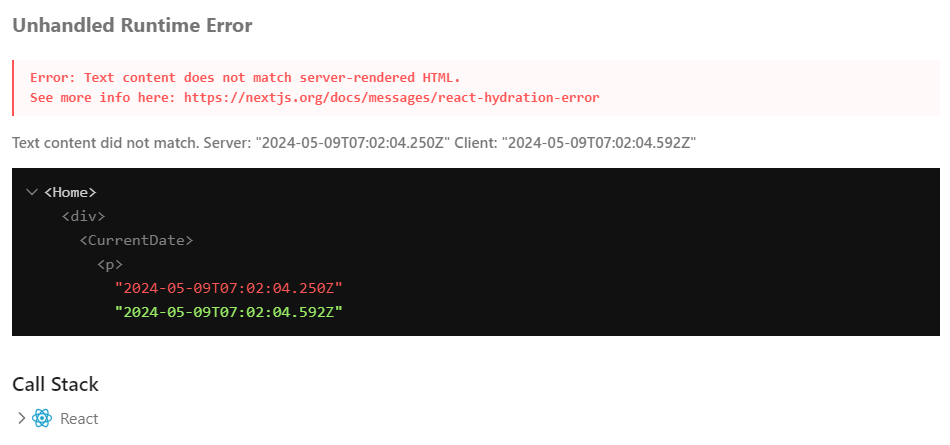 Unhandled Runtime Error
Error: Text content does not match server-rendered HTML.
See more info here: https://nextjs.org/docs/messages/react-hydration-error
Text content did not match. Server: "2024-05-09T07:02:04.250Z" Client: "2024-05-09T07:02:04.592Z"
<Home>
<div>
<CurrentDate>
<p>
"2024-05-09T07:02:04.250Z"
"2024-05-09T07:02:04.592Z"
Call Stack
React